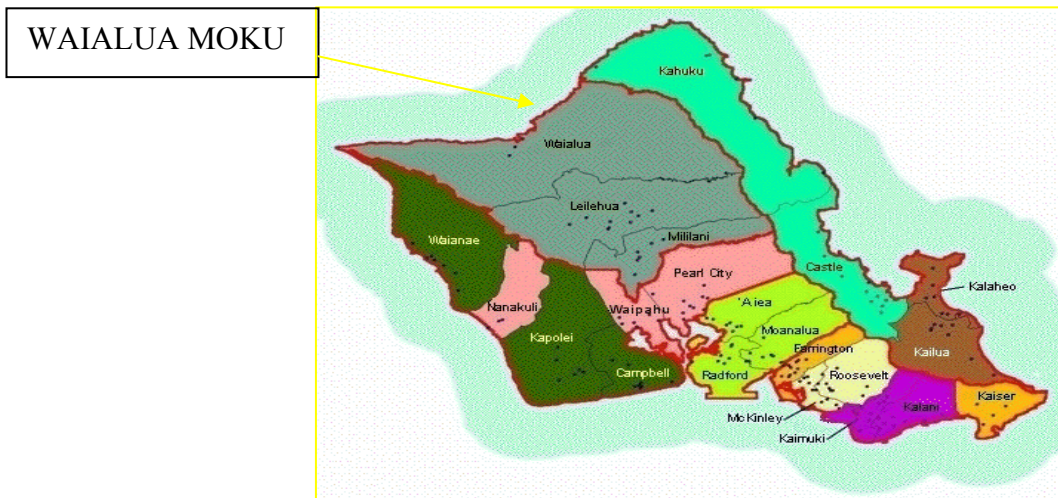 WAIALUA MOKU
Kahuku
Waialua
Leilehua
Waianae
Mililani
Pearl City
Castle
Kalaheo
Nanakuli
Waipahu
'Aiea
Kapolei
Moanalua
Farrington
Kailua
Campbell
Radford
Roosevelt
Kaiser
McKinley
Kalani
Kaimuki